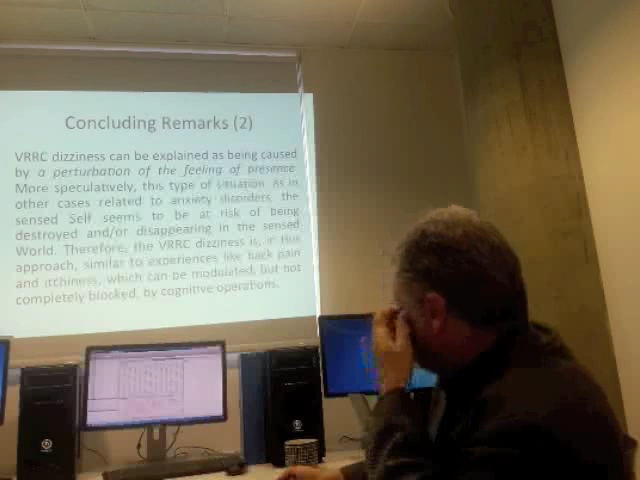 Concluding Remarks (2)
VRRC dizziness can be explained as being caused
by a perturbation of the feeling of presence.
More speculatively, this type of situation. As in
other cases related to anxiety disorders, the
sensed Self seems to be at risk of being
destroyed and/or disappearing in the sensed
World. Therefore, the VRRC dizziness is, in this
approach, similar to experiences like back pain
and itchiness, which can be modulated, but not
completely blocked, by cognitive operations.